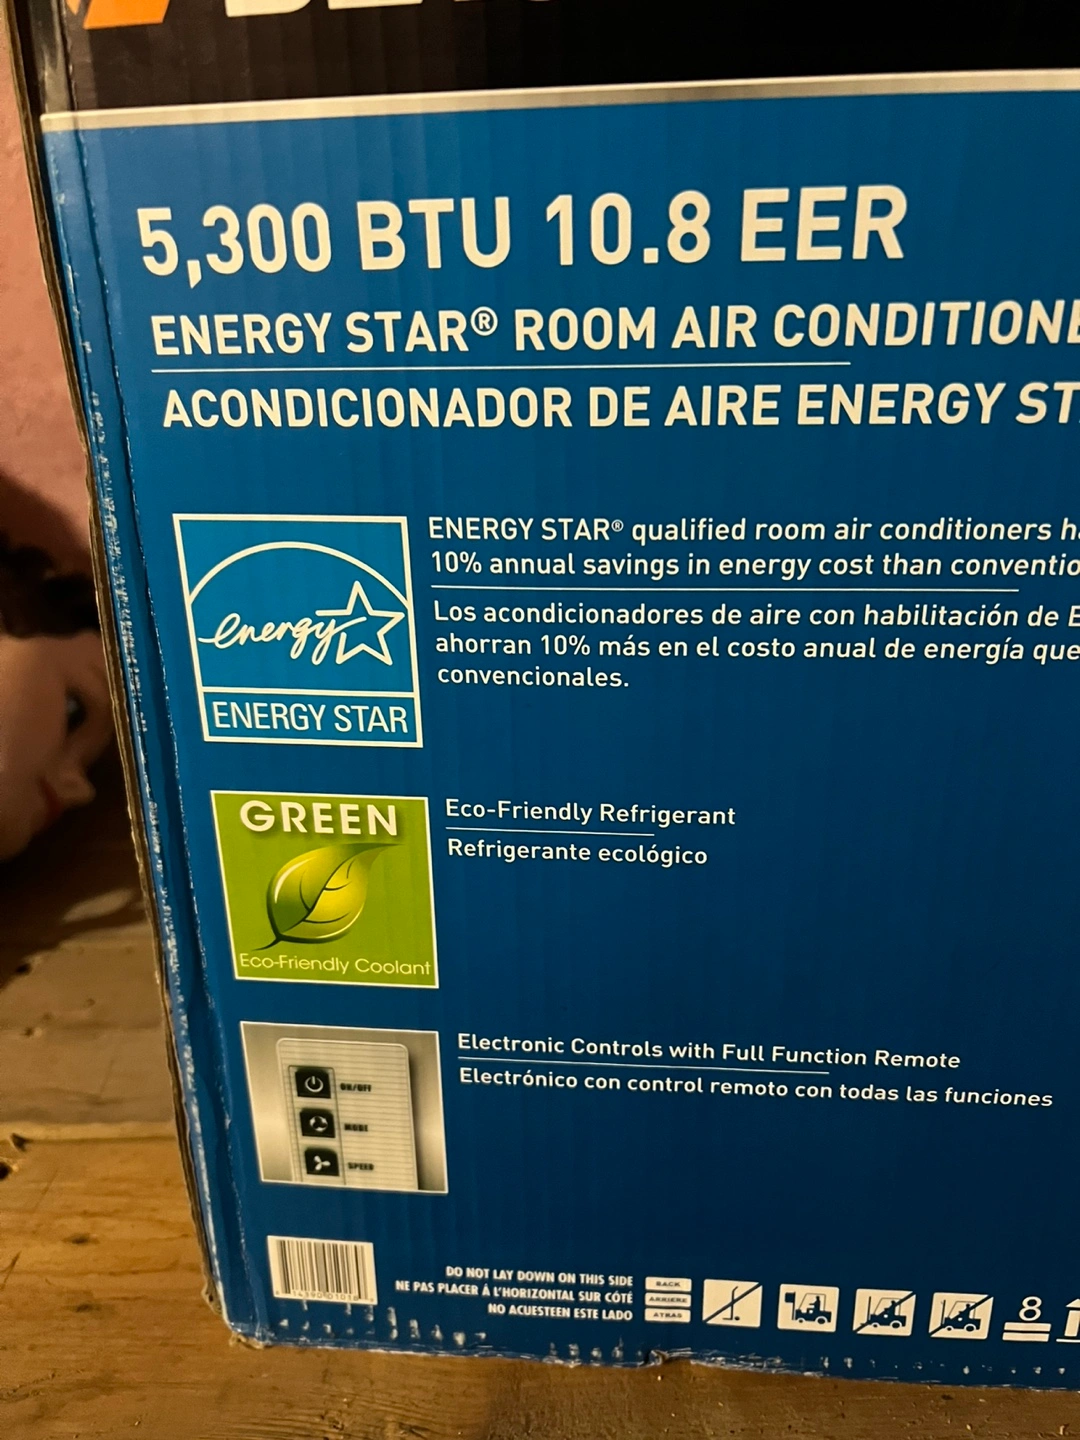 5,300 BTU 10.8 EER
ENERGY STAR® ROOM AIR CONDITIONE
ACONDICIONADOR DE AIRE ENERGY ST
ENERGY STAR® qualified room air conditioners h
10% annual savings in energy cost than conventio
Los acondicionadores de aire con habilitación de E
ahorran 10% más en el costo anual de energía que
convencionales.
energy
ENERGY STAR
GREEN
Eco-Friendly Coolant
Eco-Friendly Refrigerant
Refrigerante ecológico
Electronic Controls with Full Function Remote
Electrónico con control remoto con todas las funciones
ON/OFF
MODE
SPEED
DO NOT LAY DOWN ON THIS SIDE
NE PAS PLACER À L'HORIZONTAL SUR CÔTÉ
NO ACUESTEEN ESTE LADO
BACK
ARRIERE
ATRAS
8